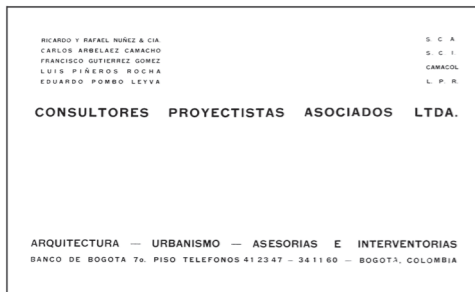 RICARDO Y RAFAEL NUÑEZ & CIA.
CARLOS ARBELAEZ CAMACHO
FRANCISCO GUTIERREZ GOMEZ
LUIS PIÑEROS ROCHA
EDUARDO POMBO LEYVA
S. C. A.
S. C. I.
CAMACOL
L. P. R.
CONSULTORES PROYECTISTAS ASOCIADOS LTDA.
ARQUITECTURA — URBANISMO — ASESORIAS E INTERVENTORIAS
BANCO DE BOGOTA 7o. PISO TELEFONOS 41 23 47 – 34 11 60 — BOGOTA, COLOMBIA